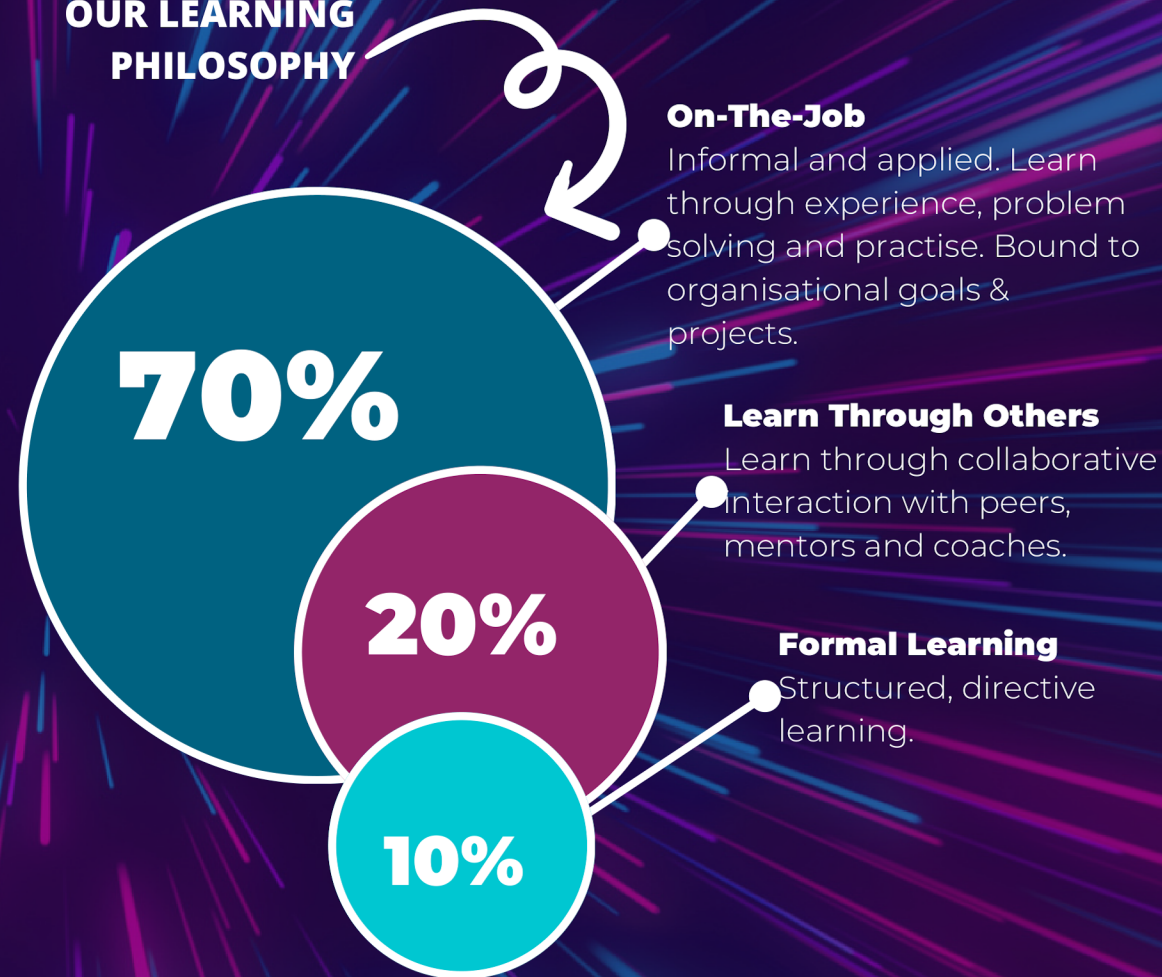 OUR LEARNING
PHILOSOPHY
On-The-Job
Informal and applied. Learn
through experience, problem
solving and practise. Bound to
organisational goals &
projects.
70%
Learn Through Others
Learn through collaborative
interaction with peers,
mentors and coaches.
20%
Formal Learning
Structured, directive
learning.
10%